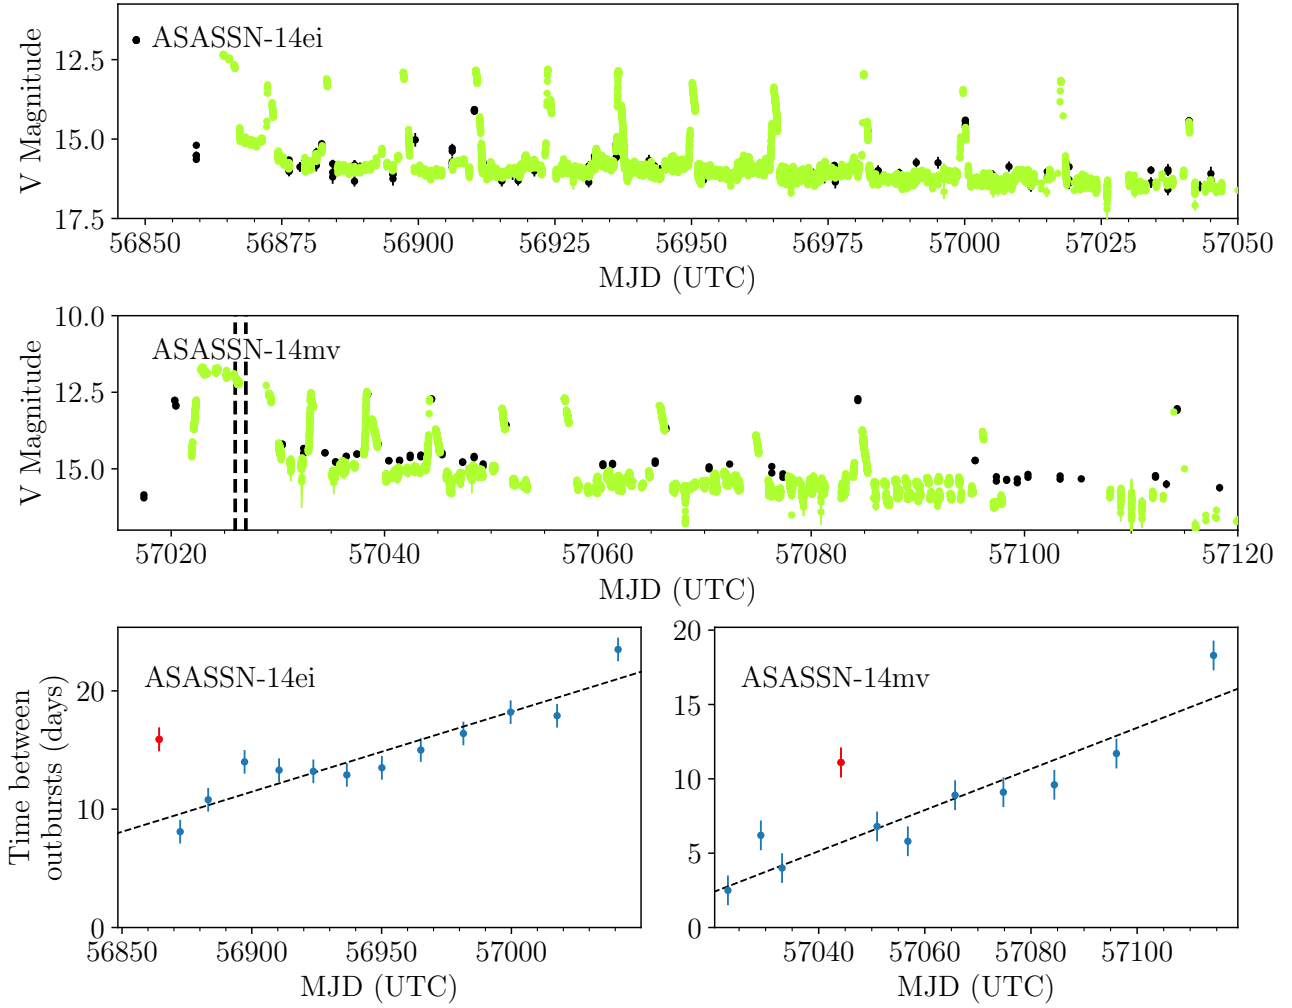 ASASSN-14ei
V Magnitude
12.5
15.0
17.5
56850 56875 56900 56925 56950 56975 57000 57025 57050
MJD (UTC)
ASASSN-14mv
V Magnitude
10.0
12.5
15.0
57020 57040 57060 57080 57100 57120
MJD (UTC)
ASASSN-14ei
Time between
outbursts (days)
20
10
0
56850 56900 56950 57000
MJD (UTC)
ASASSN-14mv
20
15
10
5
0
57040 57060 57080 57100
MJD (UTC)